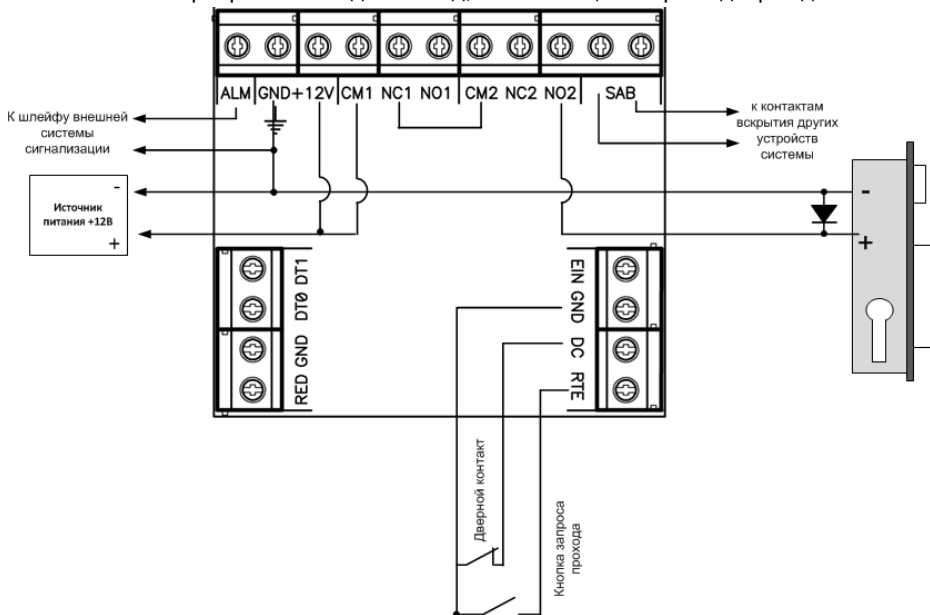 ALM GND +12V CM1 NC1 NO1 CM2 NC2 NO2 SAB
К шлейфу внешней
системы
сигнализации
к контактам
вскрытия других
устройств
системы
-
Источник
питания +12В
+
-
+
DT1
DT0
GND
RED
EIN
GND
DC
RTE
Дверной контакт
Кнопка запроса
прохода